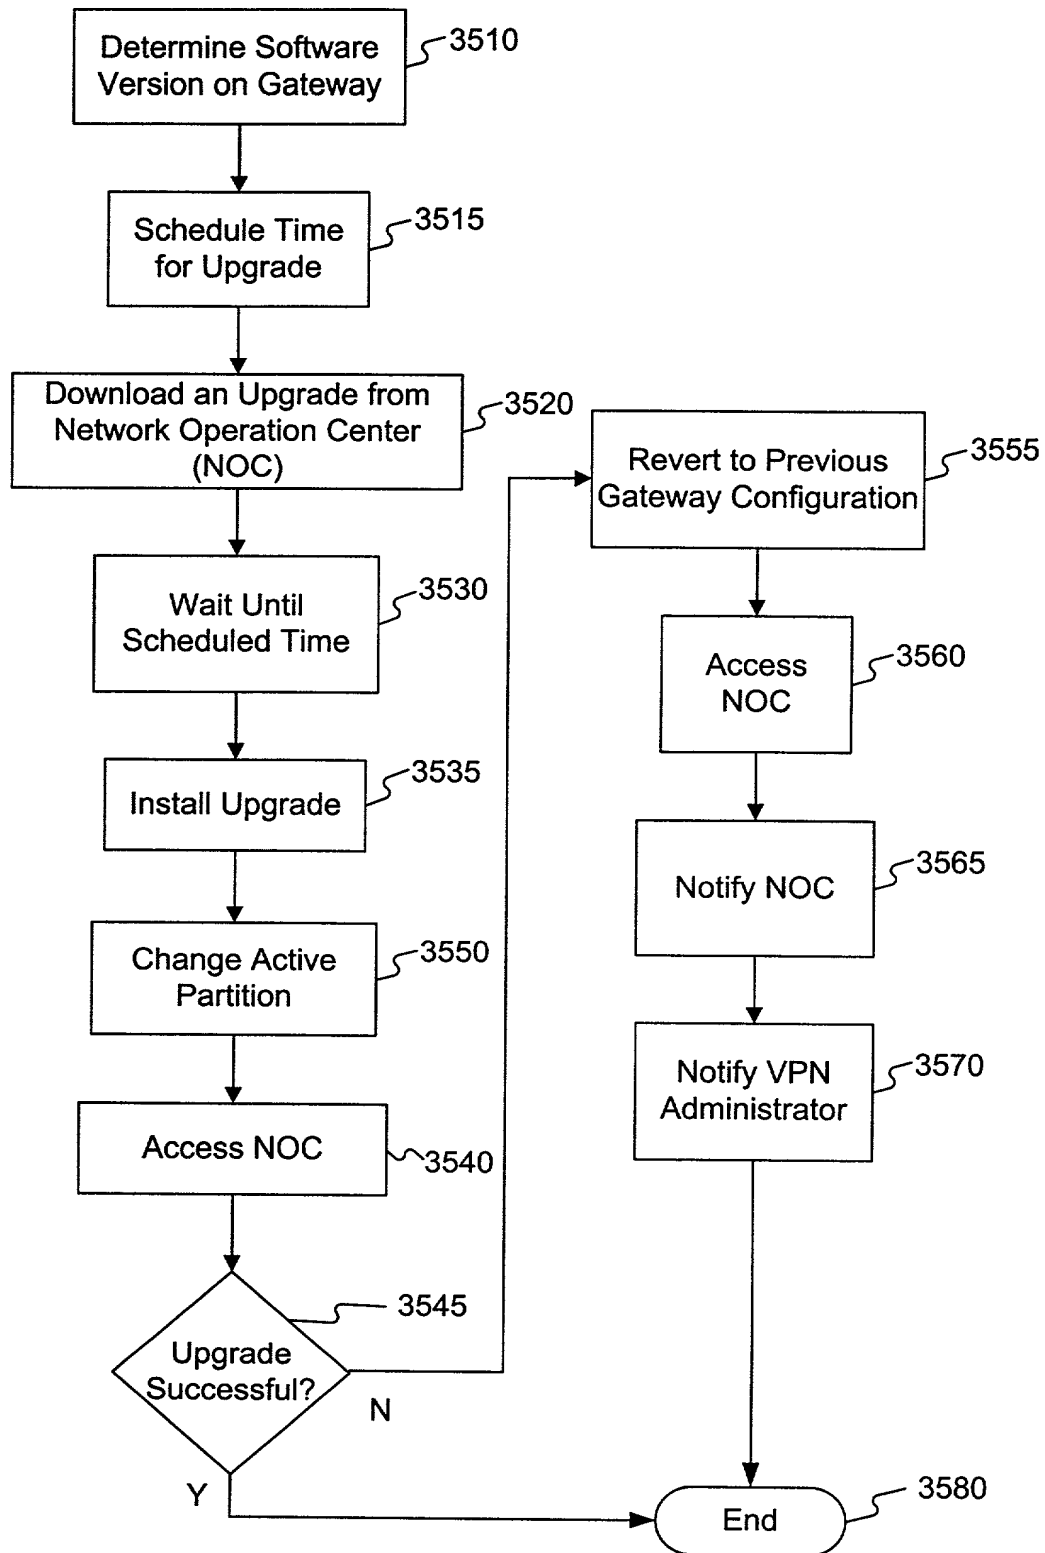 Determine Software
Version on Gateway
3510
Schedule Time
for Upgrade
3515
Download an Upgrade from
Network Operation Center
(NOC)
3520
Wait Until
Scheduled Time
3530
Install Upgrade
3535
Change Active
Partition
3550
Access NOC
3540
Upgrade
Successful?
3545
N
Y
Revert to Previous
Gateway Configuration
3555
Access
NOC
3560
Notify NOC
3565
Notify VPN
Administrator
3570
End
3580